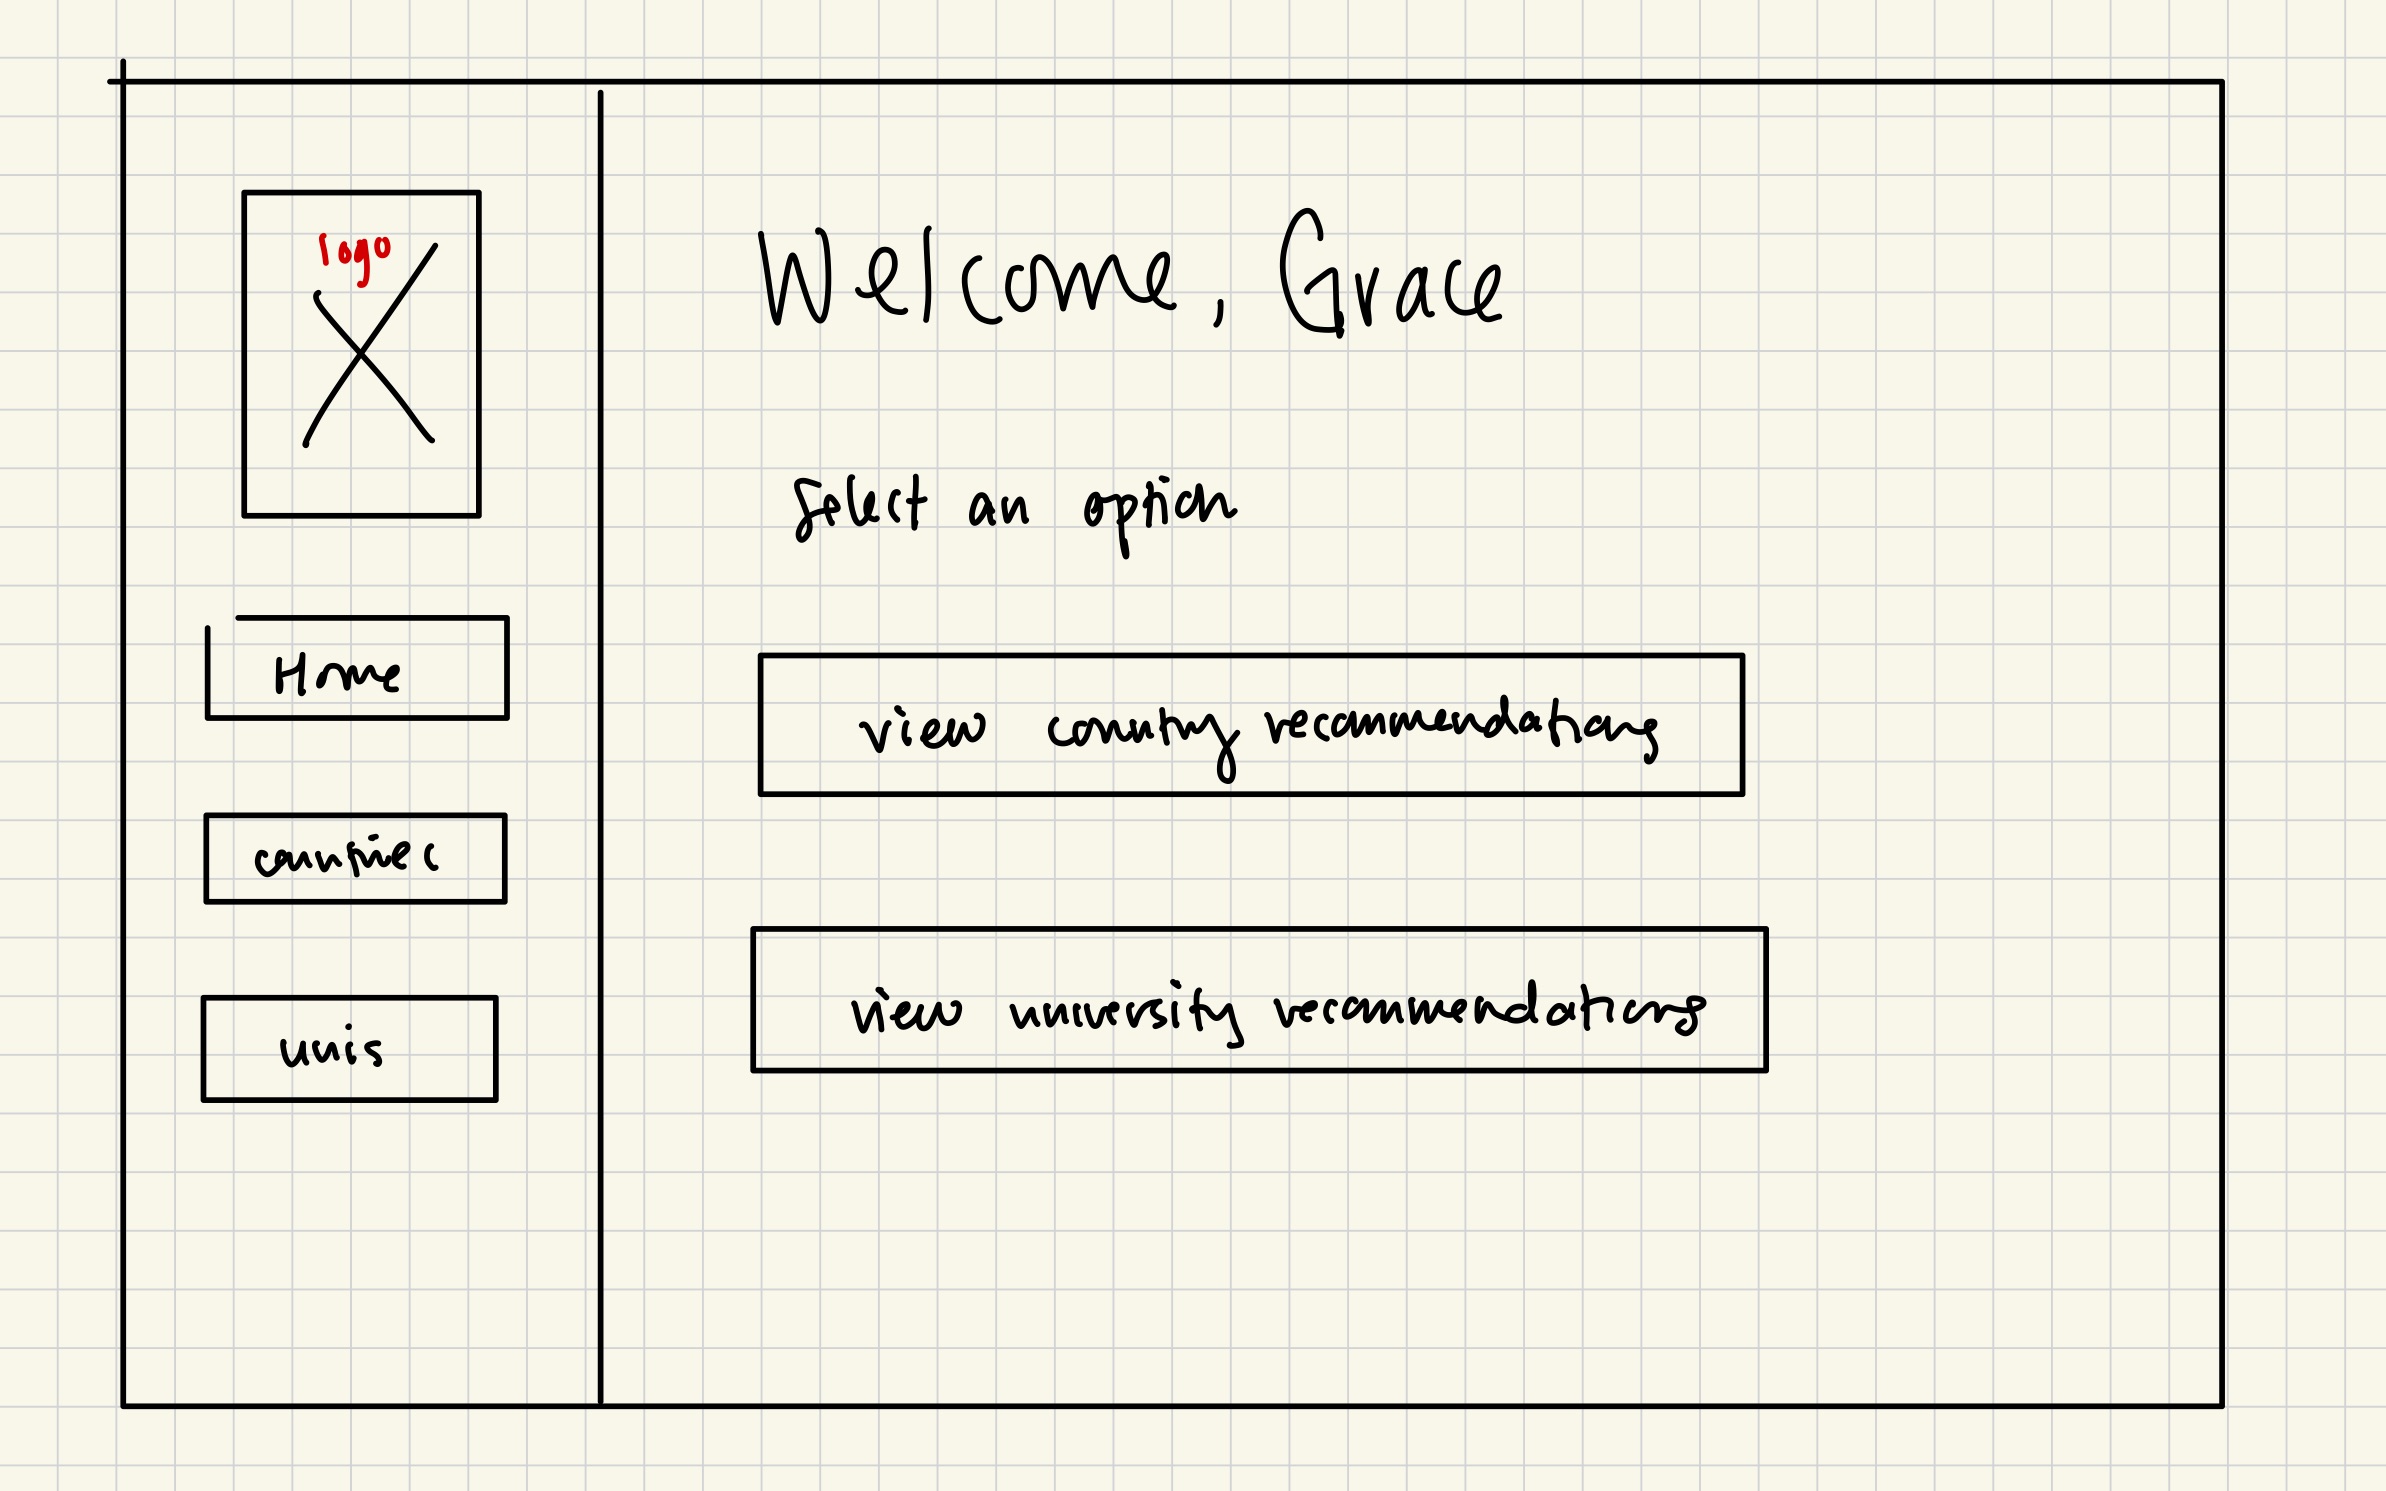 logo
Welcome, Grace
Select an option
Home
view country recommendations
countries
view university recommendations
unis